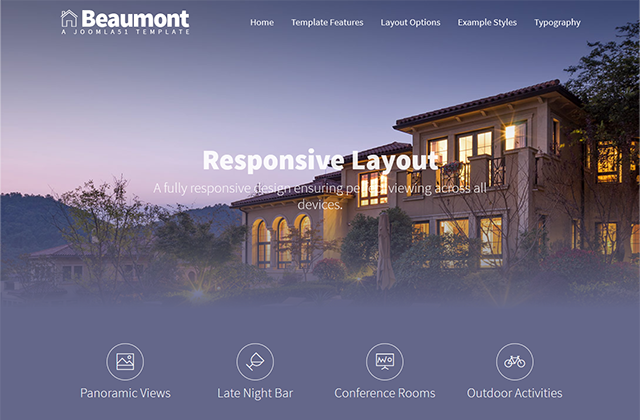 Beaumont
A JOOMLA51 TEMPLATE
Home Template Features Layout Options Example Styles Typography
Responsive Layout
A fully responsive design ensuring perfect viewing across all
devices.
Panoramic Views Late Night Bar Conference Rooms Outdoor Activities